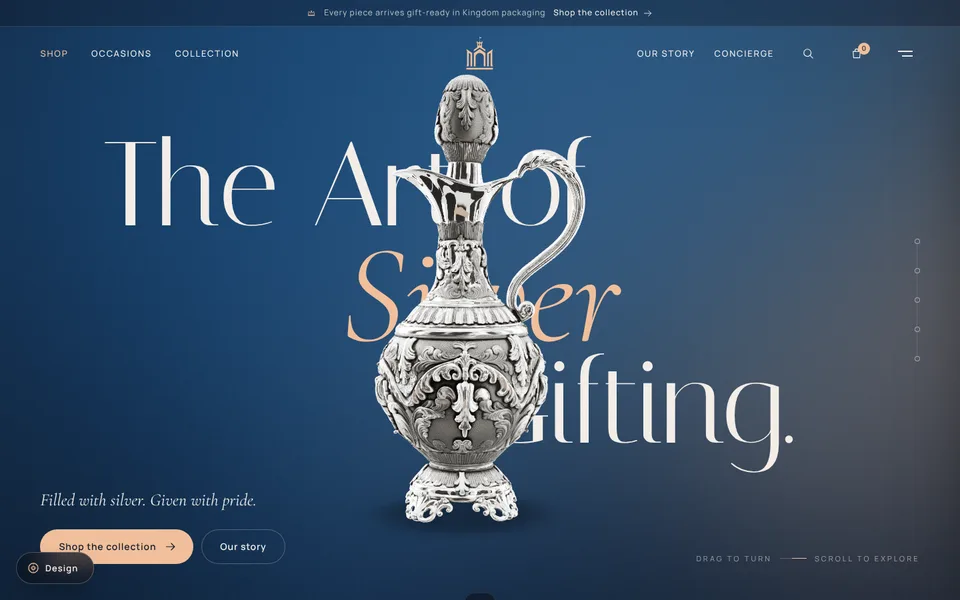 Every piece arrives gift-ready in Kingdom packaging Shop the collection →
SHOP OCCASIONS COLLECTION
OUR STORY CONCIERGE 0
The Art of
Silver
Gifting.
Filled with silver. Given with pride.
Shop the collection →
Our story
Design
DRAG TO TURN SCROLL TO EXPLORE